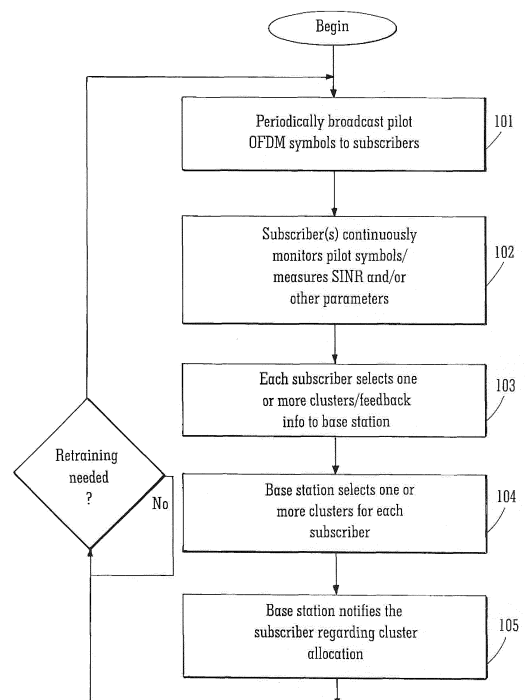 Begin
Periodically broadcast pilot
OFDM symbols to subscribers
101
Subscriber(s) continuously
monitors pilot symbols/
measures SINR and/or
other parameters
102
Each subscriber selects one
or more clusters/feedback
info to base station
103
Retraining
needed
?
No
Base station selects one or
more clusters for each
subscriber
104
Base station notifies the
subscriber regarding cluster
allocation
105